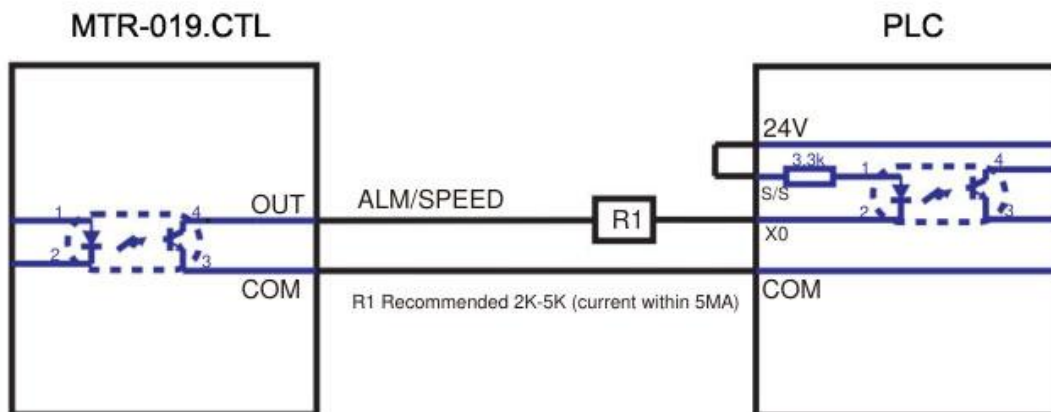 MTR-019.CTL
PLC
24V
3.3k
1
4
S/S
2
3
X0
OUT
ALM/SPEED
R1
1
4
2
3
COM
COM
R1 Recommended 2K-5K (current within 5MA)